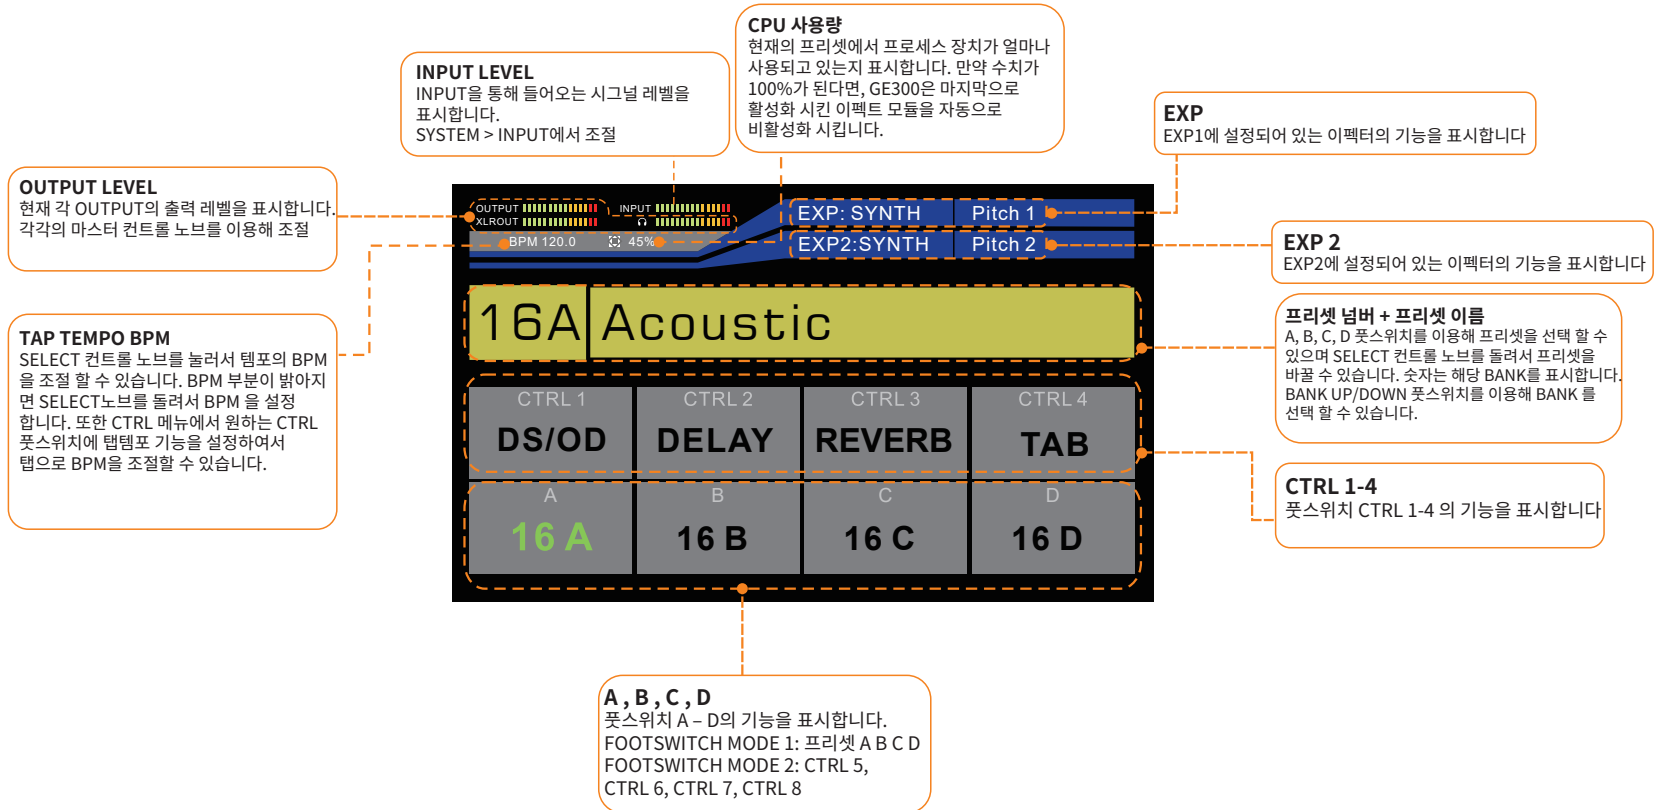 CPU 사용량
현재의 프리셋에서 프로세스 장치가 얼마나
사용되고 있는지 표시합니다. 만약 수치가
100%가 된다면, GE300은 마지막으로
활성화 시킨 이펙트 모듈을 자동으로
비활성화 시킵니다.
INPUT LEVEL
INPUT을 통해 들어오는 시그널 레벨을
표시합니다.
SYSTEM > INPUT에서 조절
EXP
EXP1에 설정되어 있는 이펙터의 기능을 표시합니다
OUTPUT LEVEL
현재 각 OUTPUT의 출력 레벨을 표시합니다.
각각의 마스터 컨트롤 노브를 이용해 조절
EXP 2
EXP2에 설정되어 있는 이펙터의 기능을 표시합니다
TAP TEMPO BPM
SELECT 컨트롤 노브를 눌러서 템포의 BPM
을 조절 할 수 있습니다. BPM 부분이 밝아지
면 SELECT노브를 돌려서 BPM 을 설정
합니다. 또한 CTRL 메뉴에서 원하는 CTRL
풋스위치에 탭템포 기능을 설정하여서
탭으로 BPM을 조절할 수 있습니다.
프리셋 넘버 + 프리셋 이름
A, B, C, D 풋스위치를 이용해 프리셋을 선택 할 수
있으며 SELECT 컨트롤 노브를 돌려서 프리셋을
바꿀 수 있습니다. 숫자는 해당 BANK를 표시합니다.
BANK UP/DOWN 풋스위치를 이용해 BANK 를
선택 할 수 있습니다.
CTRL 1-4
풋스위치 CTRL 1-4 의 기능을 표시합니다
OUTPUT INPUT
XLROUT
BPM 120.0 45%
EXP: SYNTH Pitch 1
EXP2:SYNTH Pitch 2
16A Acoustic
CTRL 1 CTRL 2 CTRL 3 CTRL 4
DS/OD DELAY REVERB TAB
A B C D
16 A 16 B 16 C 16 D
A , B , C , D
풋스위치 A – D의 기능을 표시합니다.
FOOTSWITCH MODE 1: 프리셋 A B C D
FOOTSWITCH MODE 2: CTRL 5,
CTRL 6, CTRL 7, CTRL 8